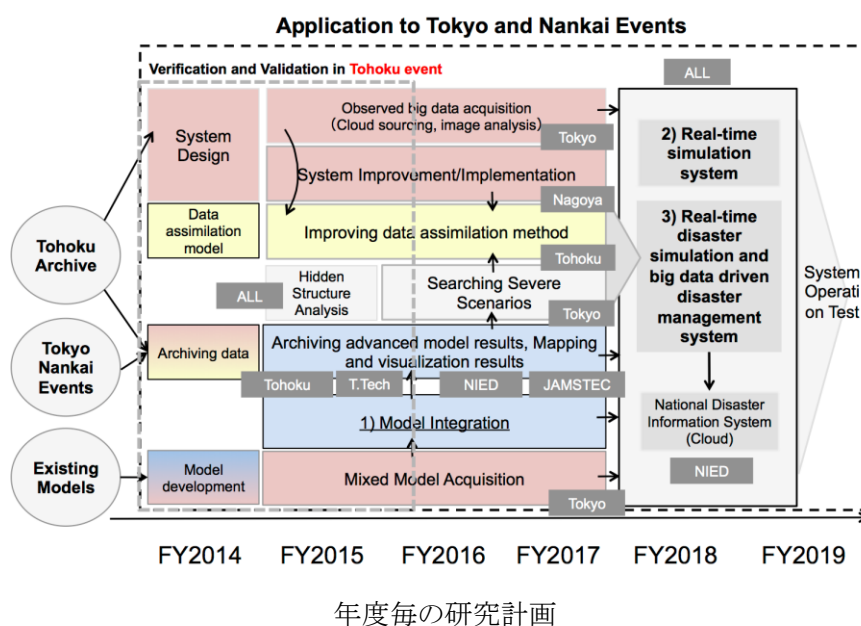 Application to Tokyo and Nankai Events
Verification and Validation in Tohoku event
ALL
System
Design
Observed big data acquisition
(Cloud sourcing, image analysis)
Tokyo
System Improvement/Implementation
Nagoya
Data
assimilation
model
Improving data assimilation method
Tohoku
Hidden
Structure
Analysis
ALL
Searching Severe
Scenarios
Tokyo
Archiving data
Archiving advanced model results, Mapping
and visualization results
Tohoku
T.Tech
NIED
JAMSTEC
1) Model Integration
Model
development
Mixed Model Acquisition
Tokyo
Tohoku
Archive
Tokyo
Nankai
Events
Existing
Models
2) Real-time
simulation
system
3) Real-time
disaster
simulation and
big data driven
disaster
management
system
National Disaster
Information System
(Cloud)
NIED
System
Operati
on Test
FY2014 FY2015 FY2016 FY2017 FY2018 FY2019
年度毎の研究計画